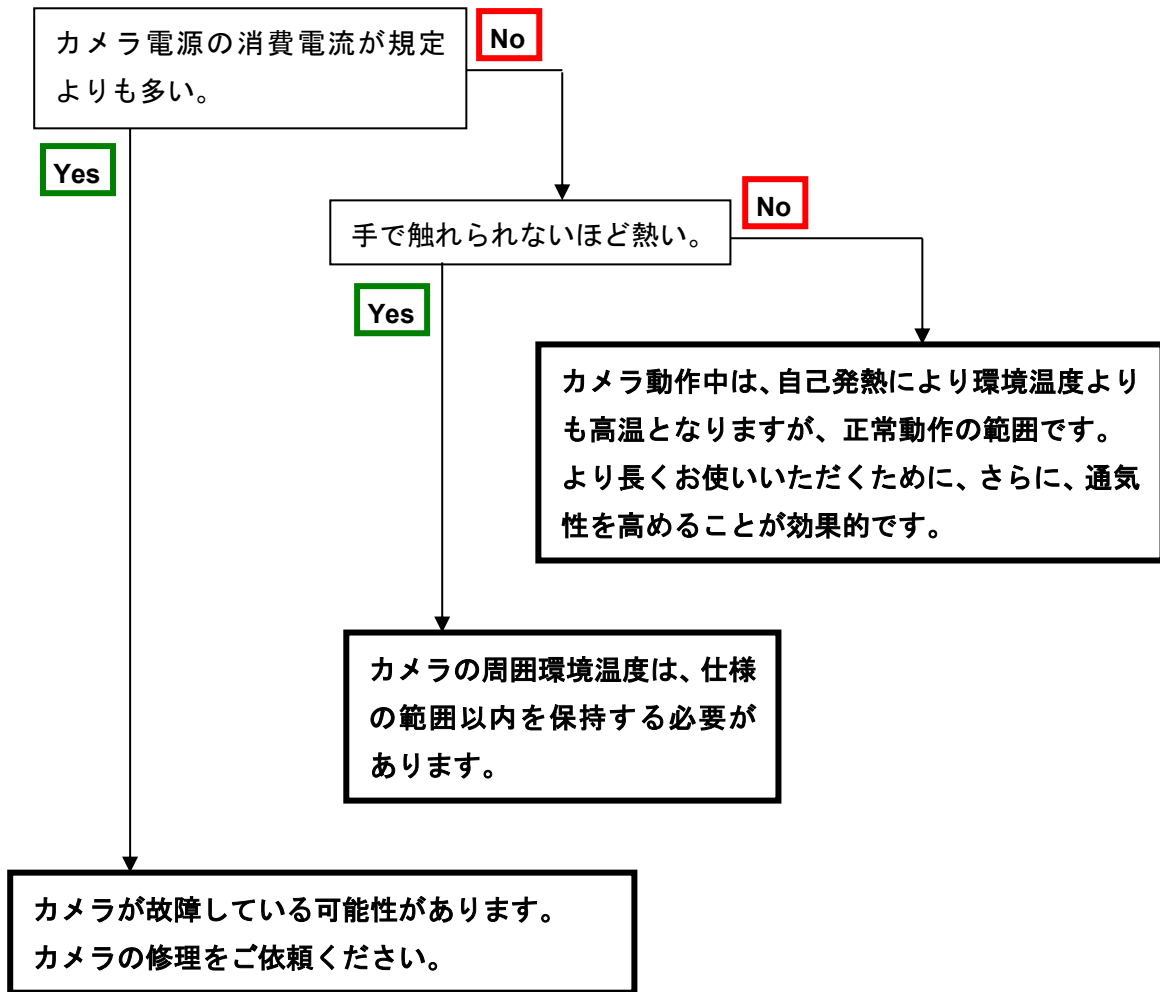 カメラ電源の消費電流が規定
よりも多い。
No
Yes
手で触れられないほど熱い。
No
Yes
カメラ動作中は、自己発熱により環境温度より
も高温となりますが、正常動作の範囲です。
より長くお使いいただくために、さらに、通気
性を高めることが効果的です。
カメラの周囲環境温度は、仕様
の範囲以内を保持する必要が
あります。
カメラが故障している可能性があります。
カメラの修理をご依頼ください。